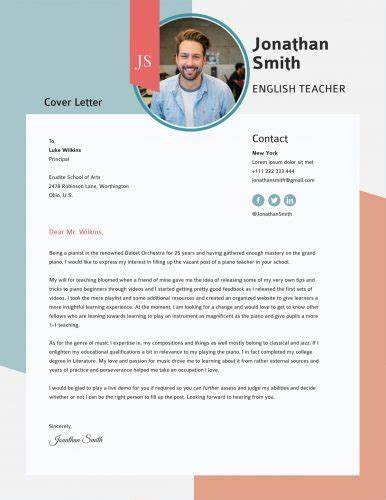 JS
Jonathan
Smith
ENGLISH TEACHER
Cover Letter
To,
Luke Wilkins
Principal
Erudite School of Arts
2478 Robinson Lane, Worthington
Ohio, U.S.
Contact
New York
Lorem ipsum dolor sit amet
+111 222 333 444
jonathansmith@gmail.com
@JonathanSmith
Dear Mr. Wilkins,
Being a pianist in the renowned Dalcet Orchestra for 25 years and having gathered enough mastery on the grand
piano, I would like to express my interest in filling up the vacant post of a piano teacher in your school.
My will for teaching bloomed when a friend of mine gave me the idea of releasing some of my very own tips and
tricks to piano beginners through videos and I started getting pretty good feedback as I released the first sets of
videos. I took the mere playlist and some additional resources and created an organized website to give learners a
more insightful learning experience. At the moment, I am looking for a change and would love to get to know other
fellows who are leaning towards learning to play an instrument as magnificent as the piano and give pupils a more
1-1 teaching.
As for the genre of music I expertise in, my compositions and likings as well mostly belong to classical and jazz. If I
enlighten my educational qualifications a bit in relevance to my playing the piano, I in fact completed my college
degree in Literature. My love and passion for music drove me to learn about it from rather external sources and
years of practice and perseverance helped me to reach to where I am today.
I would be glad to play a live demo for you if required so you can further assess and judge my abilities and decide
whether or not I can be the right person to fill up the post. Looking forward to hearing from you.
Sincerely,
Jonathan Smith